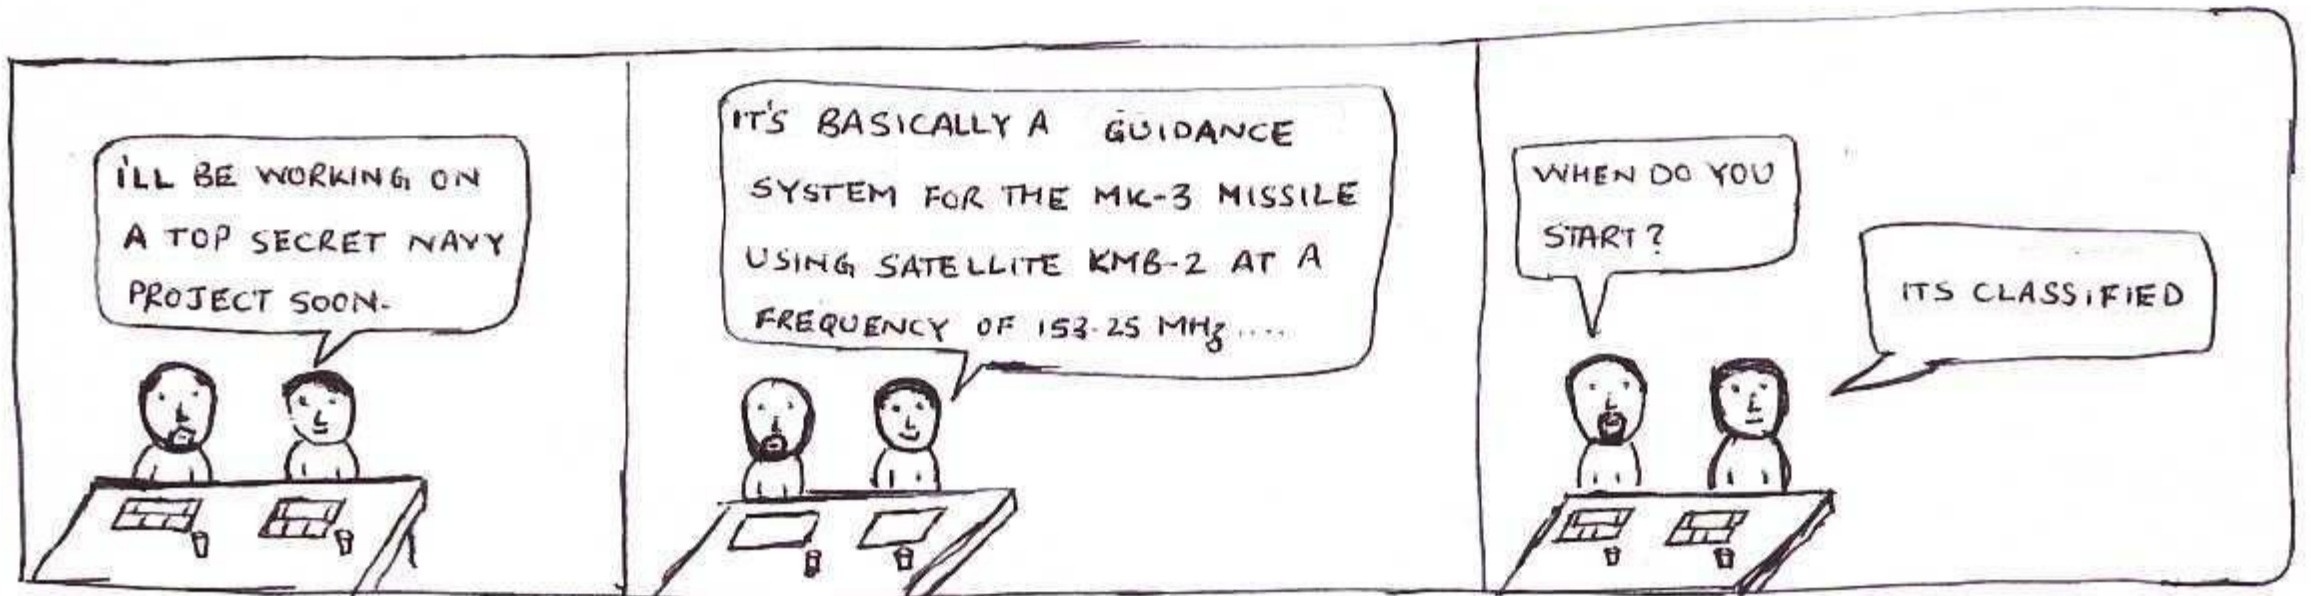 I'LL BE WORKING ON
A TOP SECRET NAVY
PROJECT SOON.
IT'S BASICALLY A GUIDANCE
SYSTEM FOR THE MK-3 MISSILE
USING SATELLITE KMB-2 AT A
FREQUENCY OF 153.25 MHz ....
WHEN DO YOU
START?
ITS CLASSIFIED